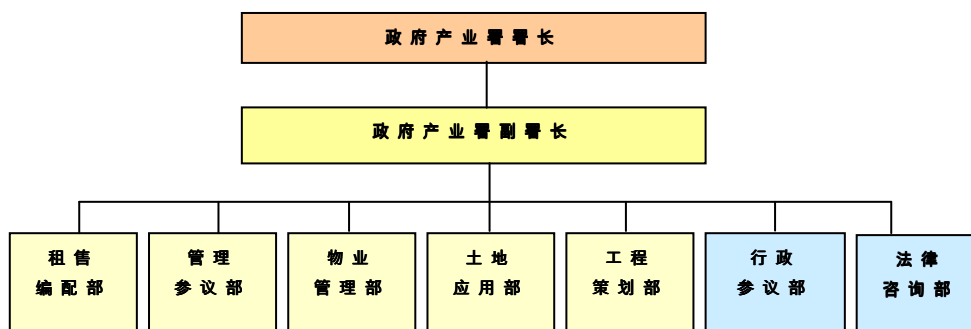 政府产业署署长
政府产业署副署长
租售
编配部
管理
参议部
物业
管理部
土地
应用部
工程
策划部
行政
参议部
法律
咨询部